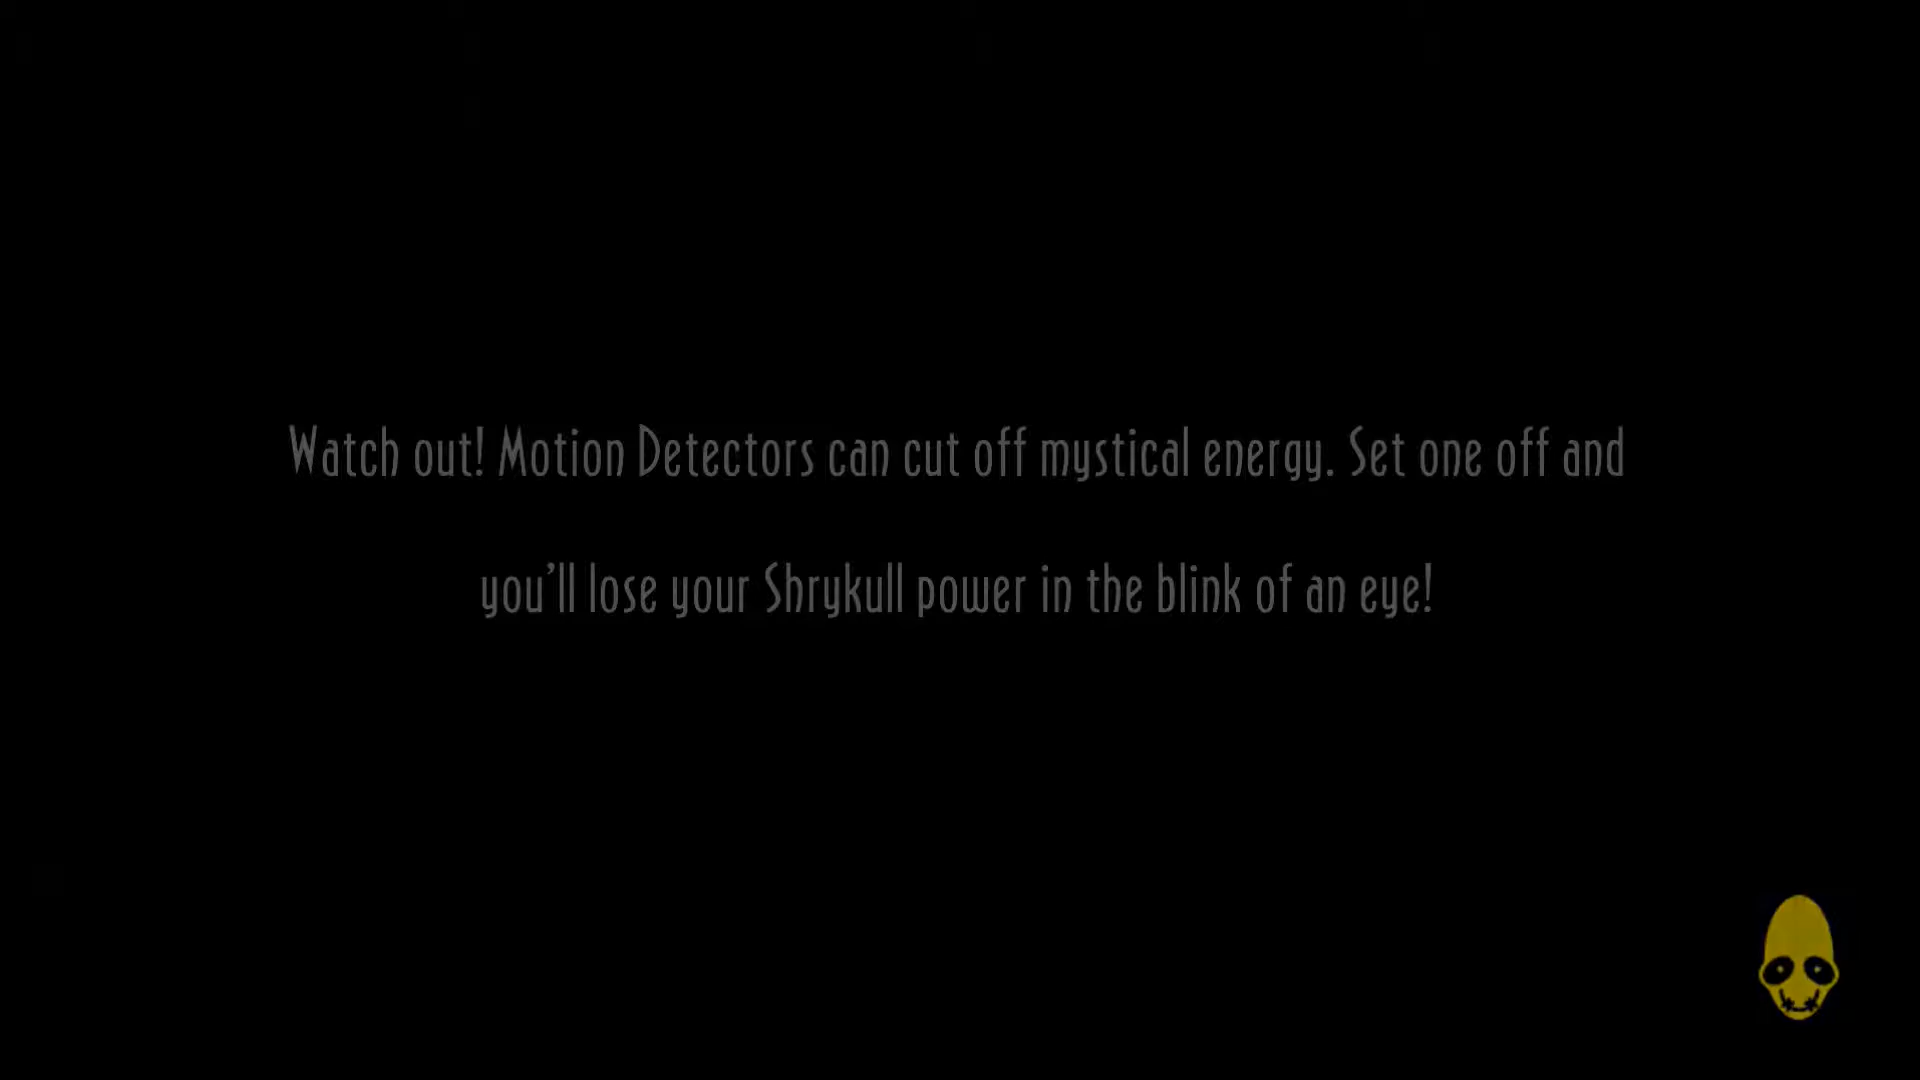 Watch out! Motion Detectors can cut off mystical energy. Set one off and
you’ll lose your Shrykull power in the blink of an eye!